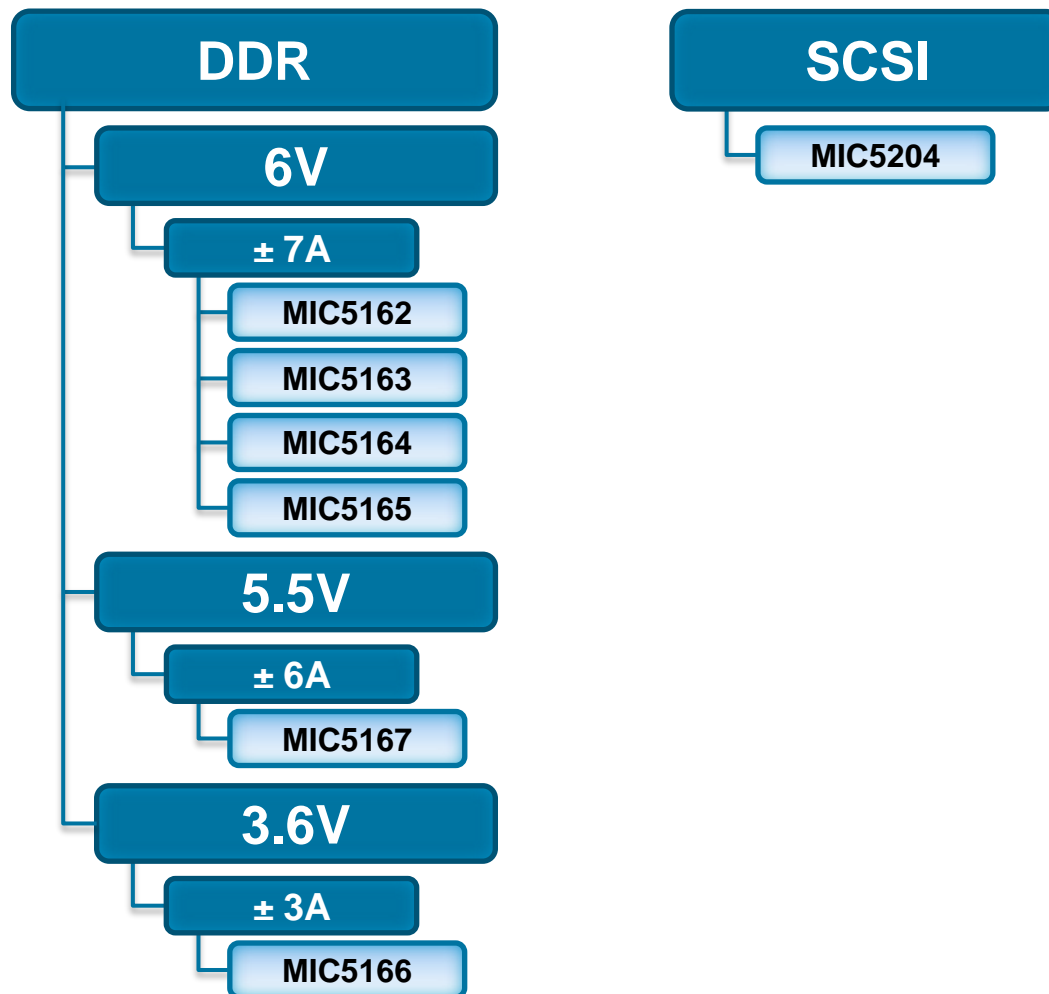 DDR
6V
± 7A
MIC5162
MIC5163
MIC5164
MIC5165
5.5V
± 6A
MIC5167
3.6V
± 3A
MIC5166
SCSI
MIC5204